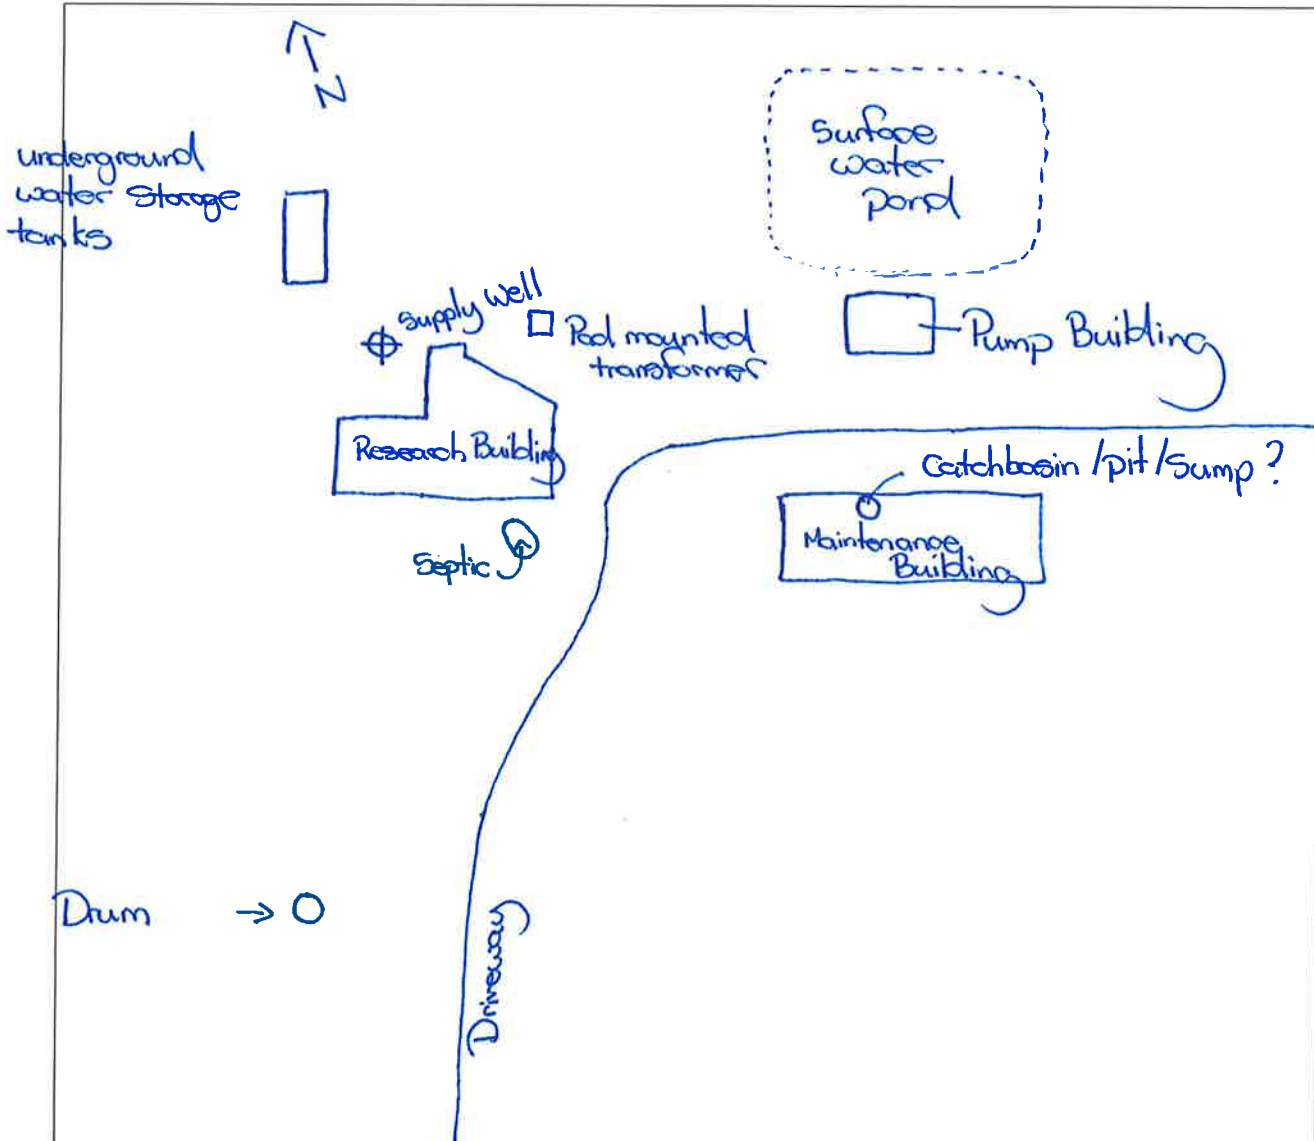 N
underground
water Storage
tanks
Surface
water
pond
supply well
Pad mounted
transformer
Pump Building
Research Building
Catchbasin / pit / Sump ?
Maintenance
Building
Septic
Drum
Driveway